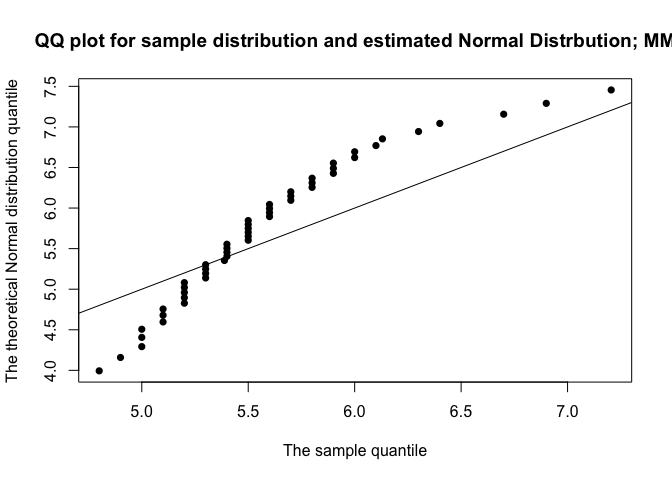 QQ plot for sample distribution and estimated Normal Distrbution; MM
The theoretical Normal distribution quantile
7.5
7.0
6.5
6.0
5.5
5.0
4.5
4.0
5.0 5.5 6.0 6.5 7.0
The sample quantile